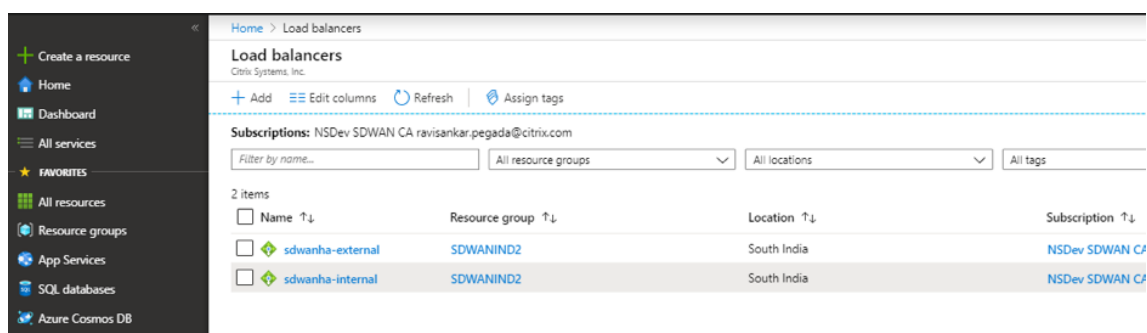 «
Create a resource
Home
Dashboard
All services
FAVORITES
All resources
Resource groups
App Services
SQL databases
Azure Cosmos DB
Home > Load balancers
Load balancers
Citrix Systems, Inc.
Add Edit columns Refresh Assign tags
Subscriptions: NSDev SDWAN CA ravisankar.pegada@citrix.com
Filter by name... All resource groups All locations All tags
2 items
Name ↑↓ Resource group ↑↓ Location ↑↓ Subscription ↑↓
sdwanha-external SDWANIND2 South India NSDev SDWAN CA
sdwanha-internal SDWANIND2 South India NSDev SDWAN CA